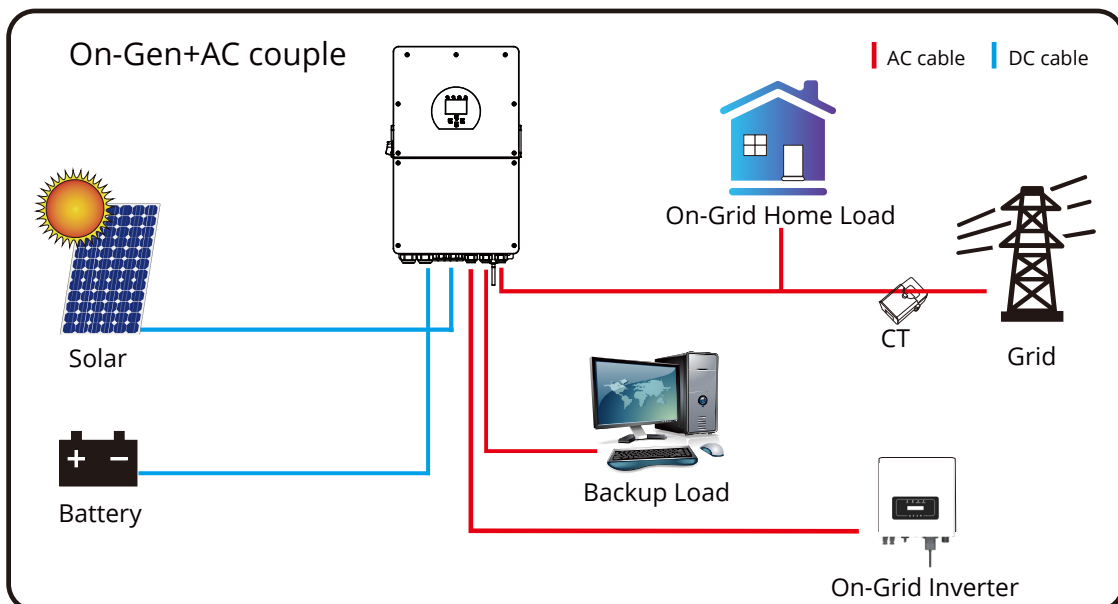 On-Gen+AC couple
AC cable
DC cable
On-Grid Home Load
CT
Grid
Solar
Backup Load
Battery
On-Grid Inverter